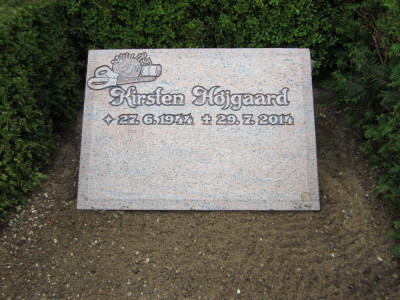 Kirsten Højgaard
✦ 27. 6. 1944 ✝ 29. 7. 2014